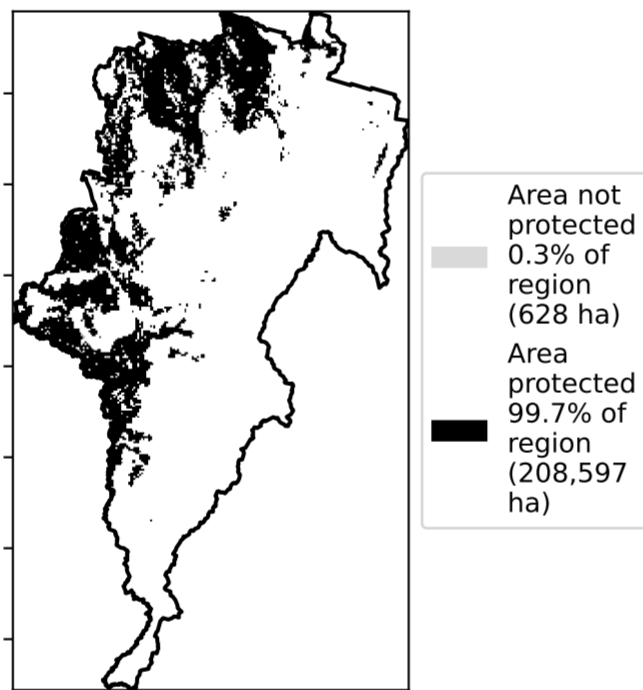 Area not
protected
0.3% of
region
(628 ha)
Area
protected
99.7% of
region
(208,597
ha)